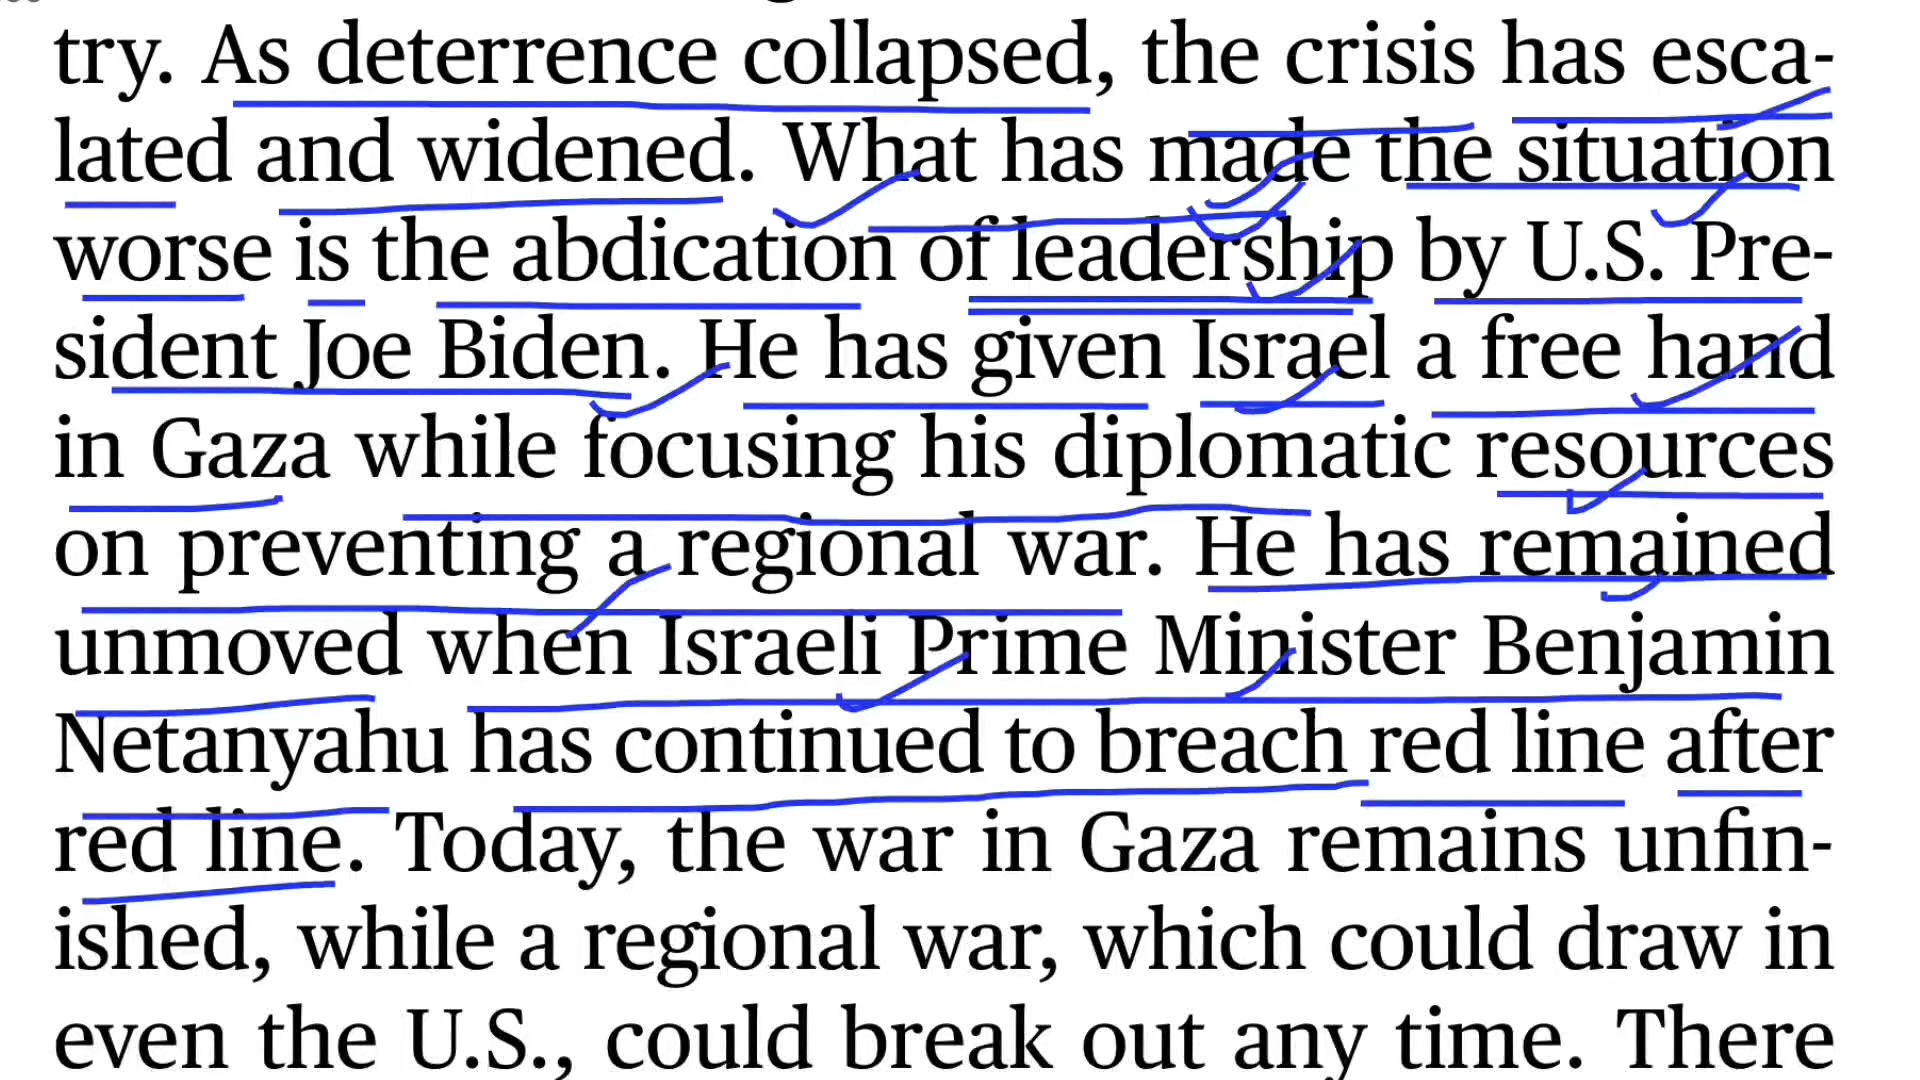 try. As deterrence collapsed, the crisis has esca-
lated and widened. What has made the situation
worse is the abdication of leadership by U.S. Pre-
sident Joe Biden. He has given Israel a free hand
in Gaza while focusing his diplomatic resources
on preventing a regional war. He has remained
unmoved when Israeli Prime Minister Benjamin
Netanyahu has continued to breach red line after
red line. Today, the war in Gaza remains unfin-
ished, while a regional war, which could draw in
even the U.S., could break out any time. There